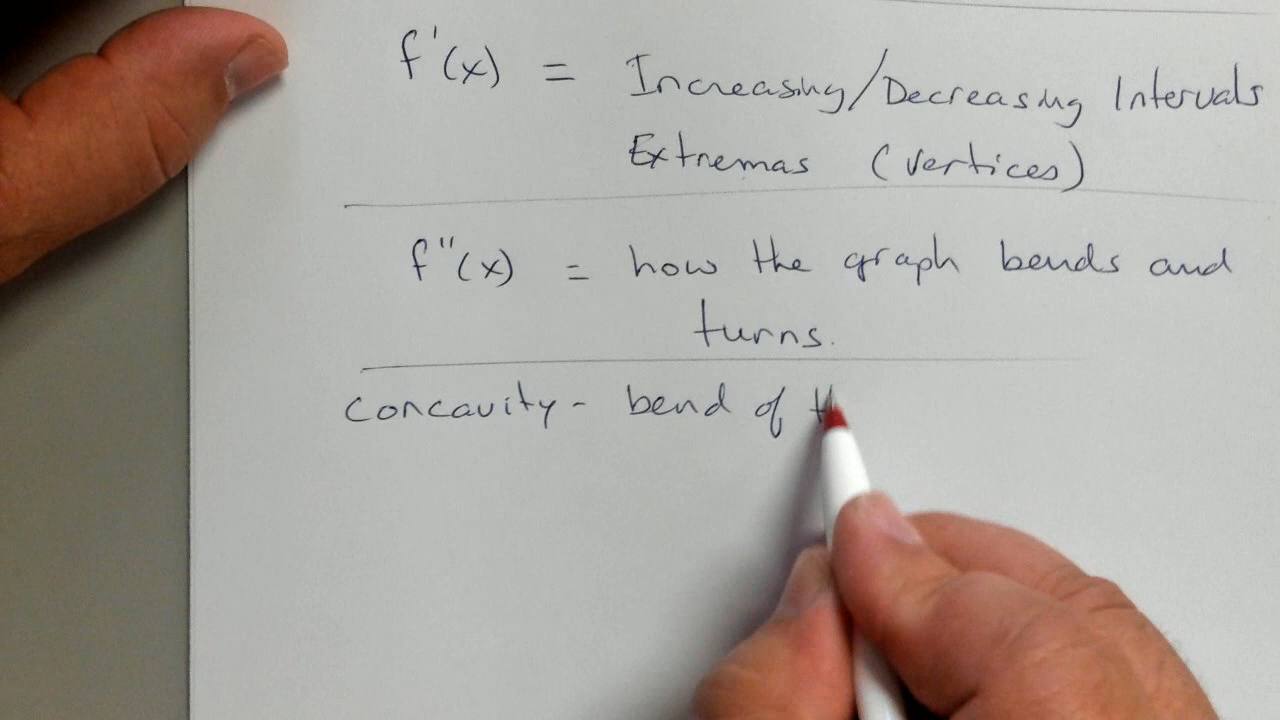 f'(x) = Increasing/Decreasing Intervals
Extremas (vertices)
f"(x) = how the graph bends and
turns.
concavity - bend of